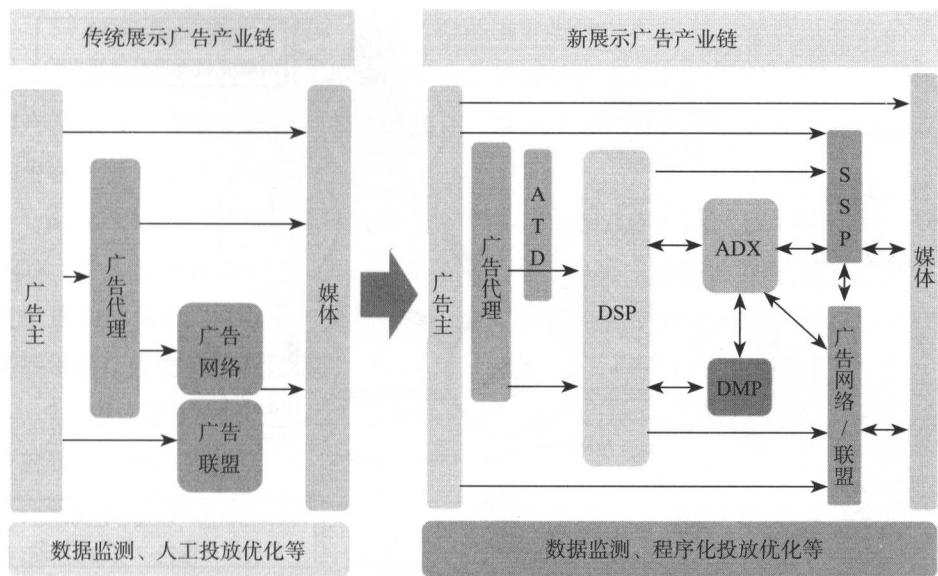 传统展示广告产业链
广告主
广告代理
广告
网络
广告
联盟
媒体
数据监测、人工投放优化等
新展示广告产业链
广告主
广告代理
ATD
DSP
ADX
DMP
SSP
广告网络/联盟
媒体
数据监测、程序化投放优化等